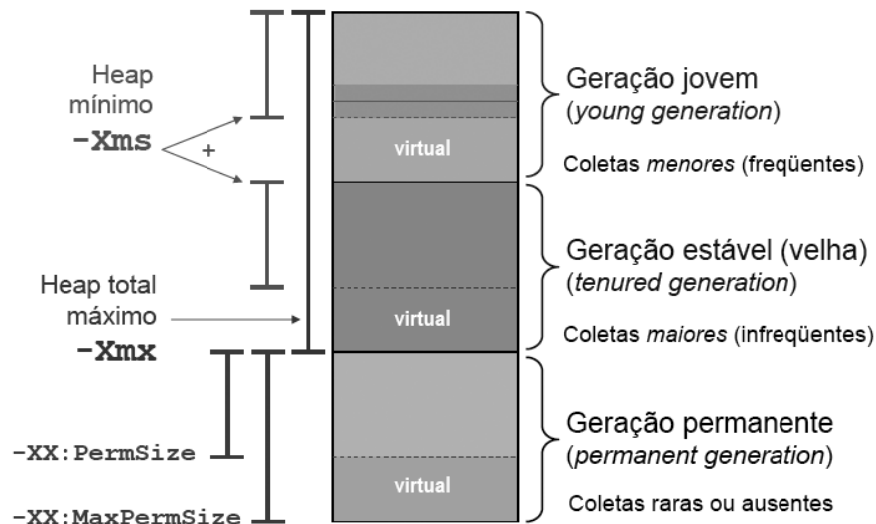 Heap
mínimo
-Xms
+
Heap total
máximo
-Xmx
-XX:PermSize
-XX:MaxPermSize
virtual
virtual
virtual
Geração jovem
(young generation)
Coletas menores (freqüentes)
Geração estável (velha)
(tenured generation)
Coletas maiores (infreqüentes)
Geração permanente
(permanent generation)
Coletas raras ou ausentes